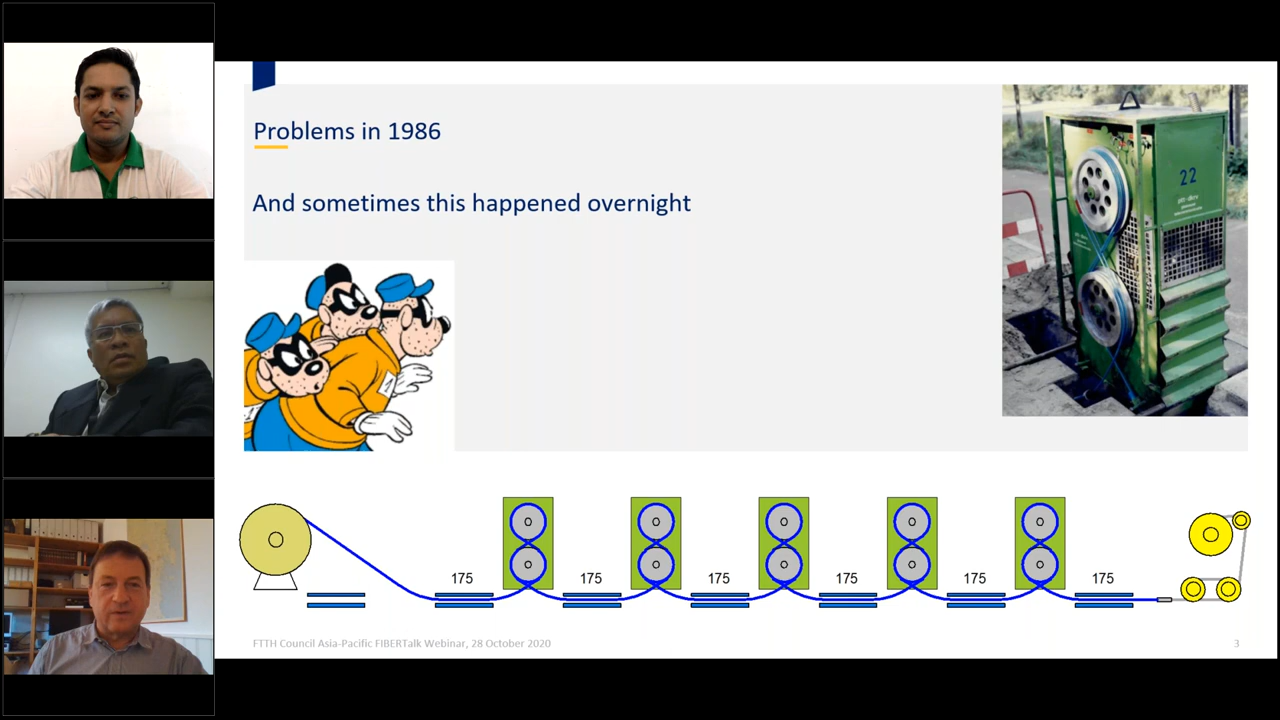 Problems in 1986
And sometimes this happened overnight
22
175 175 175 175 175 175
FTTH Council Asia-Pacific FIBERTalk Webinar, 28 October 2020
3